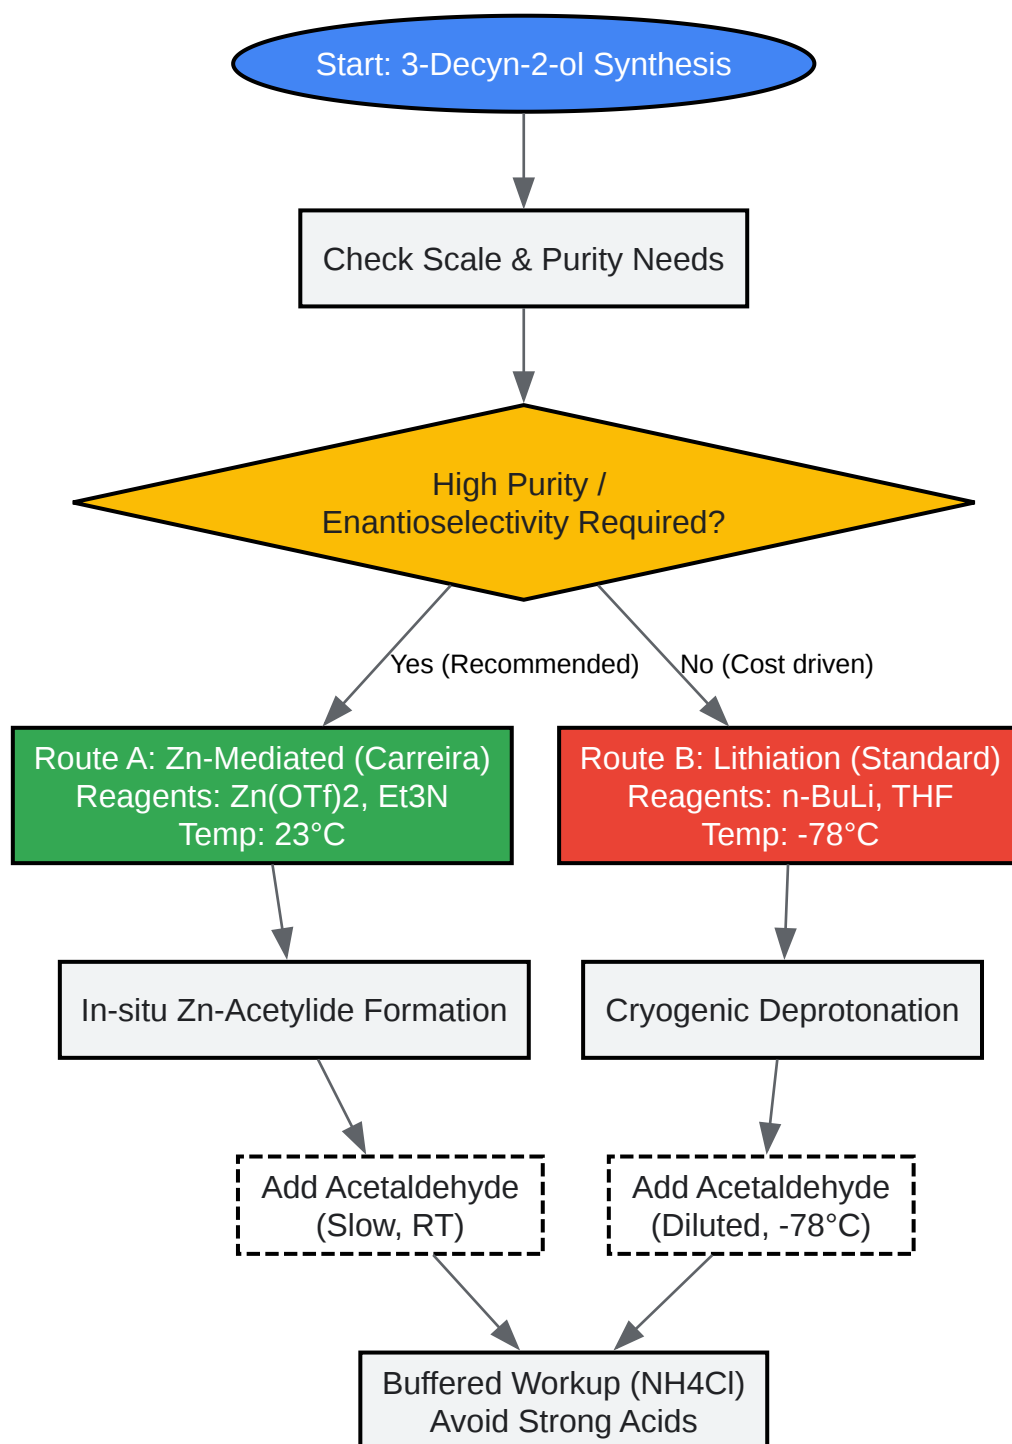 Start: 3-Decyn-2-ol Synthesis
Check Scale & Purity Needs
High Purity /
Enantioselectivity Required?
Yes (Recommended)
No (Cost driven)
Route A: Zn-Mediated (Carreira)
Reagents: Zn(OTf)2, Et3N
Temp: 23°C
Route B: Lithiation (Standard)
Reagents: n-BuLi, THF
Temp: -78°C
In-situ Zn-Acetylide Formation
Cryogenic Deprotonation
Add Acetaldehyde
(Slow, RT)
Add Acetaldehyde
(Diluted, -78°C)
Buffered Workup (NH4Cl)
Avoid Strong Acids